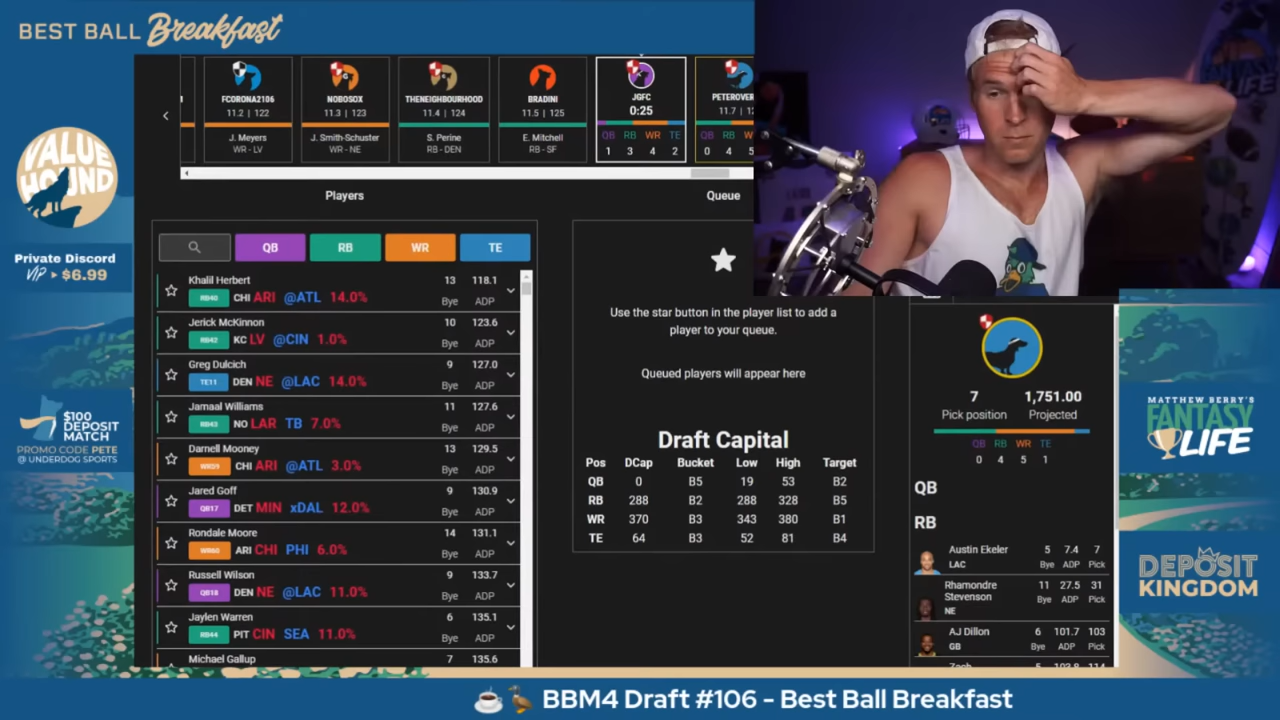 BEST BALL Breakfast
FCORONA2106
11.2 | 122
J. Meyers
WR - LV
NOBOSOX
11.3 | 123
J. Smith-Schuster
WR - NE
THENEIGHBOURHOOD
11.4 | 124
S. Perine
RB - DEN
BRADINI
11.5 | 125
E. Mitchell
RB - SF
JGFC
0:25
QB RB WR TE
1 3 4 2
PETEROVER
11.7 | 12
QB RB W
0 4 5
Players
Queue
QB RB WR TE
Khalil Herbert 13 118.1
RB40 CHI ARI @ATL 14.0% Bye ADP
Jerick McKinnon 10 123.6
RB42 KC LV @CIN 1.0% Bye ADP
Greg Dulcich 9 127.0
TE11 DEN NE @LAC 14.0% Bye ADP
Jamaal Williams 11 127.6
RB43 NO LAR TB 7.0% Bye ADP
Darnell Mooney 13 129.5
WR59 CHI ARI @ATL 3.0% Bye ADP
Jared Goff 9 130.9
QB17 DET MIN xDAL 12.0% Bye ADP
Rondale Moore 14 131.1
WR60 ARI CHI PHI 6.0% Bye ADP
Russell Wilson 9 133.7
QB18 DEN NE @LAC 11.0% Bye ADP
Jaylen Warren 6 135.1
RB44 PIT CIN SEA 11.0% Bye ADP
Michael Gallup 7 135.6
Use the star button in the player list to add a
player to your queue.
Queued players will appear here
Draft Capital
Pos DCap Bucket Low High Target
QB 0 B5 19 53 B2
RB 288 B2 288 328 B5
WR 370 B3 343 380 B1
TE 64 B3 52 81 B4
7 1,751.00
Pick position Projected
QB RB WR TE
0 4 5 1
QB
RB
Austin Ekeler 5 7.4 7
LAC Bye ADP Pick
Rhamondre
Stevenson 11 27.5 31
NE Bye ADP Pick
AJ Dillon 6 101.7 103
GB Bye ADP Pick
Zach
VALUE
HOUND
Private Discord
VIP ▸ $6.99
$100
DEPOSIT
MATCH
PROMO CODE PETE
@ UNDERDOG SPORTS
MATTHEW BERRY'S
FANTASY
LIFE
DEPOSIT
KINGDOM
☕🦆 BBM4 Draft #106 - Best Ball Breakfast